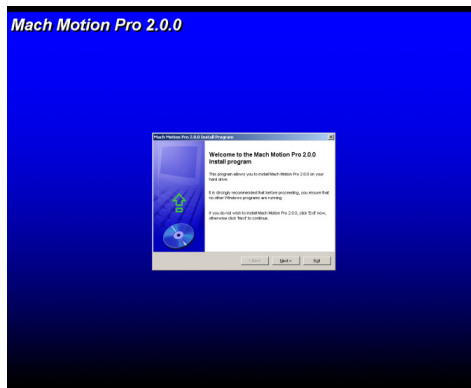 Mach Motion Pro 2.0.0
Mach Motion Pro 2.0.0 Install Program
Welcome to the Mach Motion Pro 2.0.0
Install program
This program allows you to install Mach Motion Pro 2.0.0 on your
hard drive.
It is strongly recommended that before proceeding, you ensure that
no other Windows programs are running.
If you do not wish to install Mach Motion Pro 2.0.0, click 'Exit' now,
otherwise click 'Next' to continue.
< Back
Next >
Exit